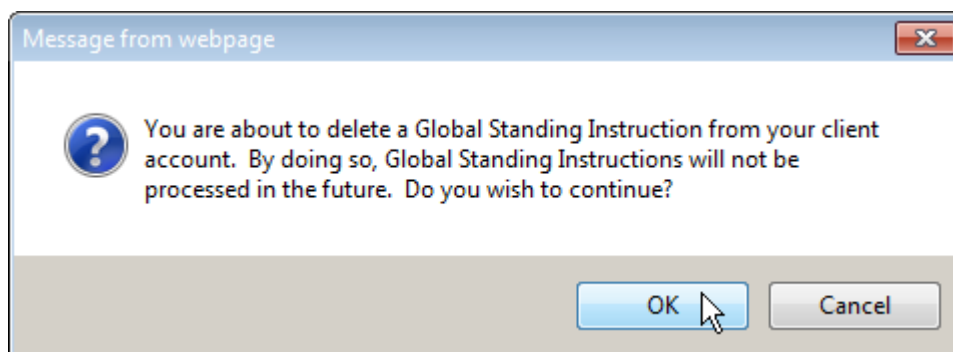 Message from webpage
You are about to delete a Global Standing Instruction from your client
account.  By doing so, Global Standing Instructions will not be
processed in the future.  Do you wish to continue?
OK
Cancel